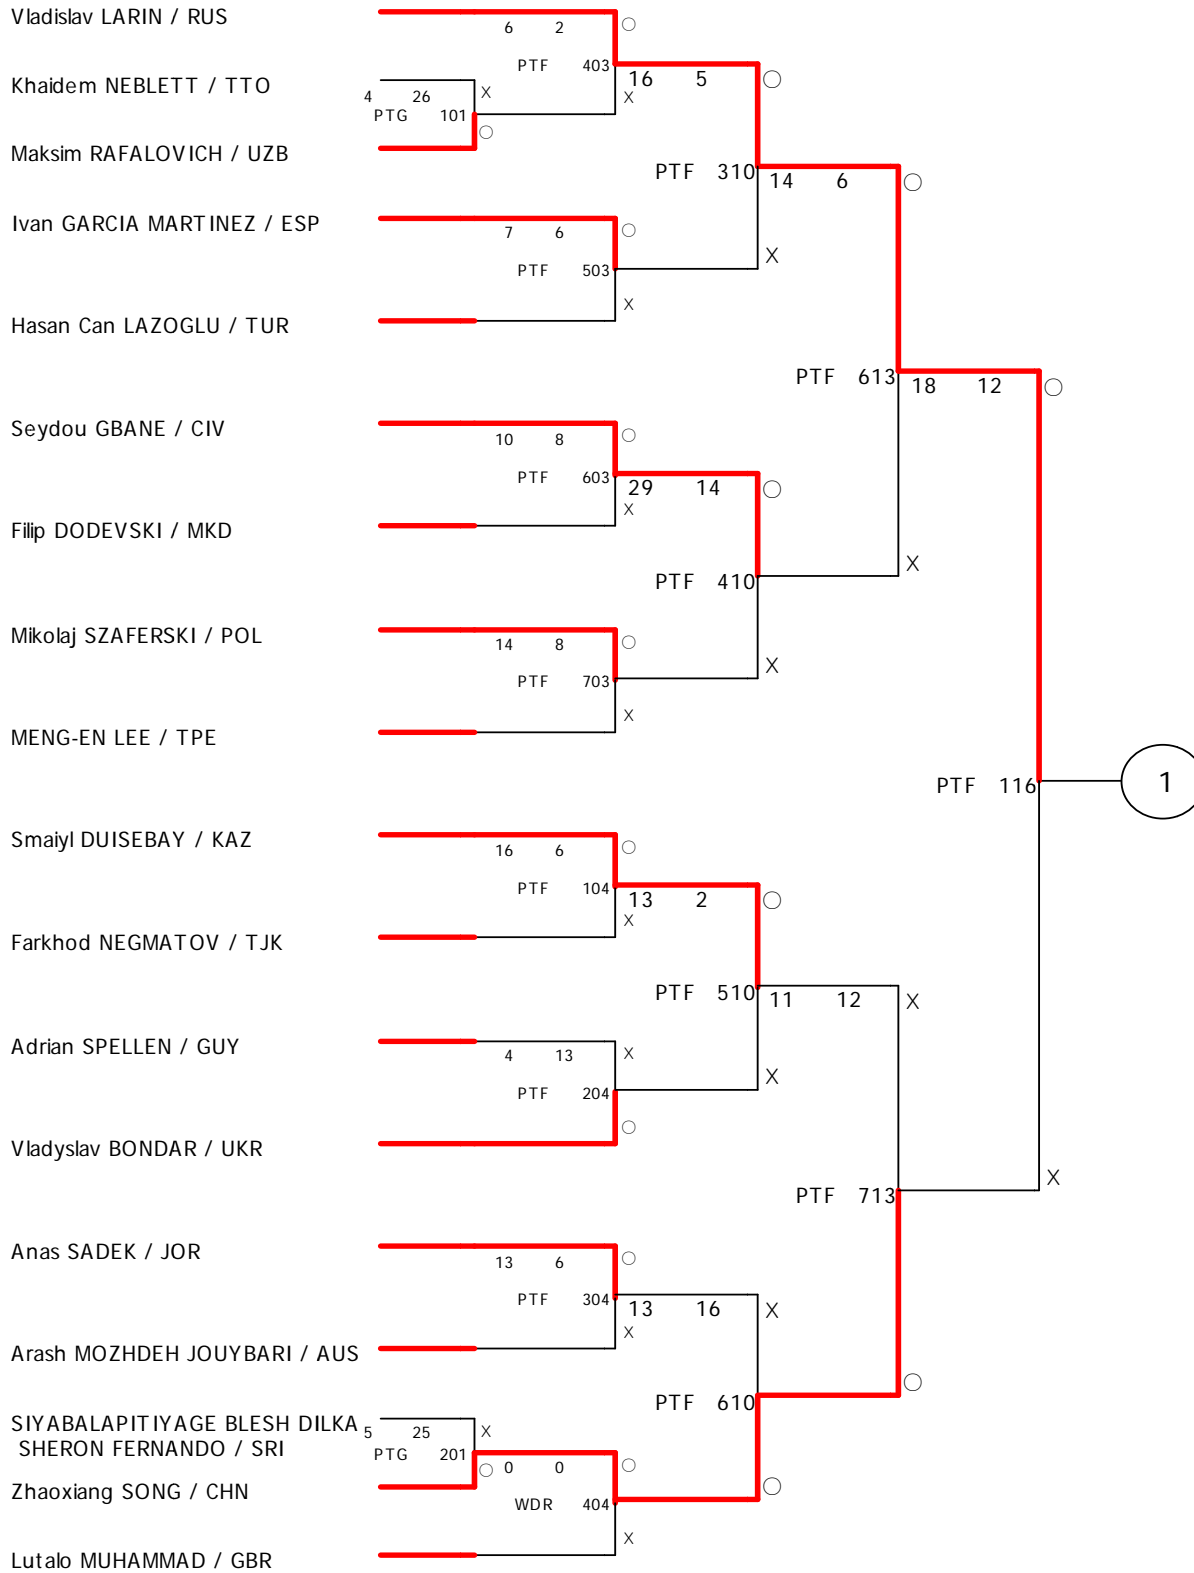 Vladislav LARIN / RUS
6 2 ○
PTF 403
16 5 ○
Khaidem NEBLETT / TTO
4 26 X
X
PTG 101
○
Maksim RAFALOVICH / UZB
PTF 310
14 6 ○
Ivan GARCIA MARTINEZ / ESP
7 6 ○
X
PTF 503
X
Hasan Can LAZOGLU / TUR
PTF 613
18 12 ○
Seydou GBANE / CIV
10 8 ○
PTF 603
29 14 ○
X
Filip DODEVSKI / MKD
X
PTF 410
Mikolaj SZAFERSKI / POL
14 8 ○
X
PTF 703
X
MENG-EN LEE / TPE
PTF 116
1
Smaiyl DUISEBAY / KAZ
16 6 ○
PTF 104
13 2 ○
X
Farkhod NEGMATOV / TJK
PTF 510
11 12 X
Adrian SPELLEN / GUY
4 13 X
X
PTF 204
○
Vladyslav BONDAR / UKR
X
PTF 713
Anas SADEK / JOR
13 6 ○
PTF 304
13 16 X
X
Arash MOZHDEH JOUYBARI / AUS
○
PTF 610
SIYABALAPITIYAGE BLESH DILKA
5 25 X
SHERON FERNANDO / SRI
PTG 201
0 0 ○
○
Zhaoxiang SONG / CHN
○
WDR 404
X
Lutalo MUHAMMAD / GBR